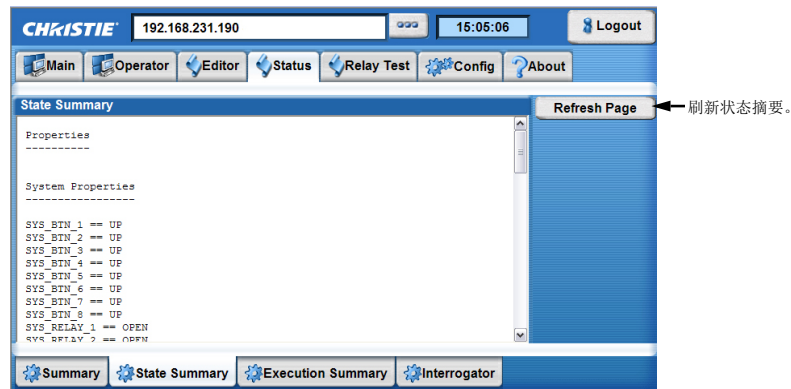 CHRISTIE 192.168.231.190 15:05:06 Logout
Main Operator Editor Status Relay Test Config About
State Summary
Refresh Page
刷新状态摘要。
Properties
----------
System Properties
-----------------
SYS_BTN_1 == UP
SYS_BTN_2 == UP
SYS_BTN_3 == UP
SYS_BTN_4 == UP
SYS_BTN_5 == UP
SYS_BTN_6 == UP
SYS_BTN_7 == UP
SYS_BTN_8 == UP
SYS_RELAY_1 == OPEN
SYS_RELAY_2 == OPEN
Summary State Summary Execution Summary Interrogator